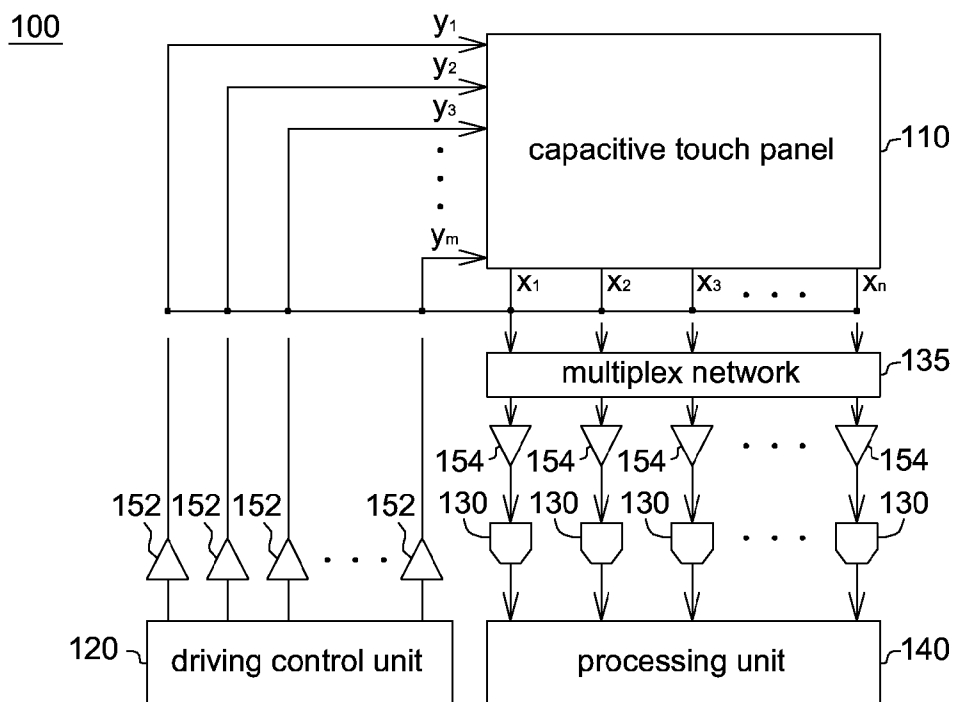 100
y1
y2
y3
ym
capacitive touch panel
110
x1 x2 x3 . . . xn
multiplex network
135
154 154 154 . . . 154
152 152 152 . . . 152
130 130 130 . . . 130
120
driving control unit
processing unit
140